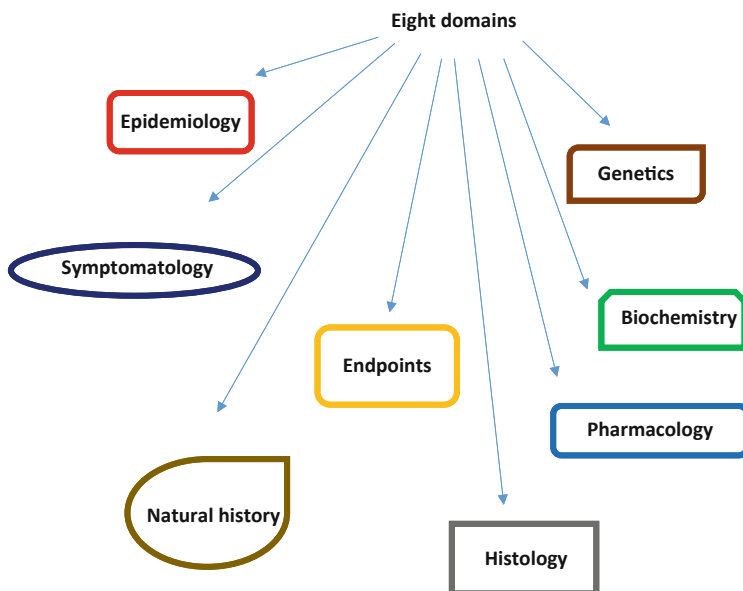 Eight domains
Epidemiology
Genetics
Symptomatology
Biochemistry
Endpoints
Pharmacology
Natural history
Histology